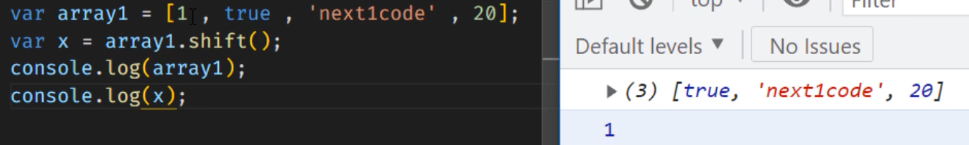 var array1 = [1 , true , 'next1code' , 20];
var x = array1.shift();
console.log(array1);
console.log(x);
top
Filter
Default levels ▼
No Issues
▶(3) [true, 'next1code', 20]
1